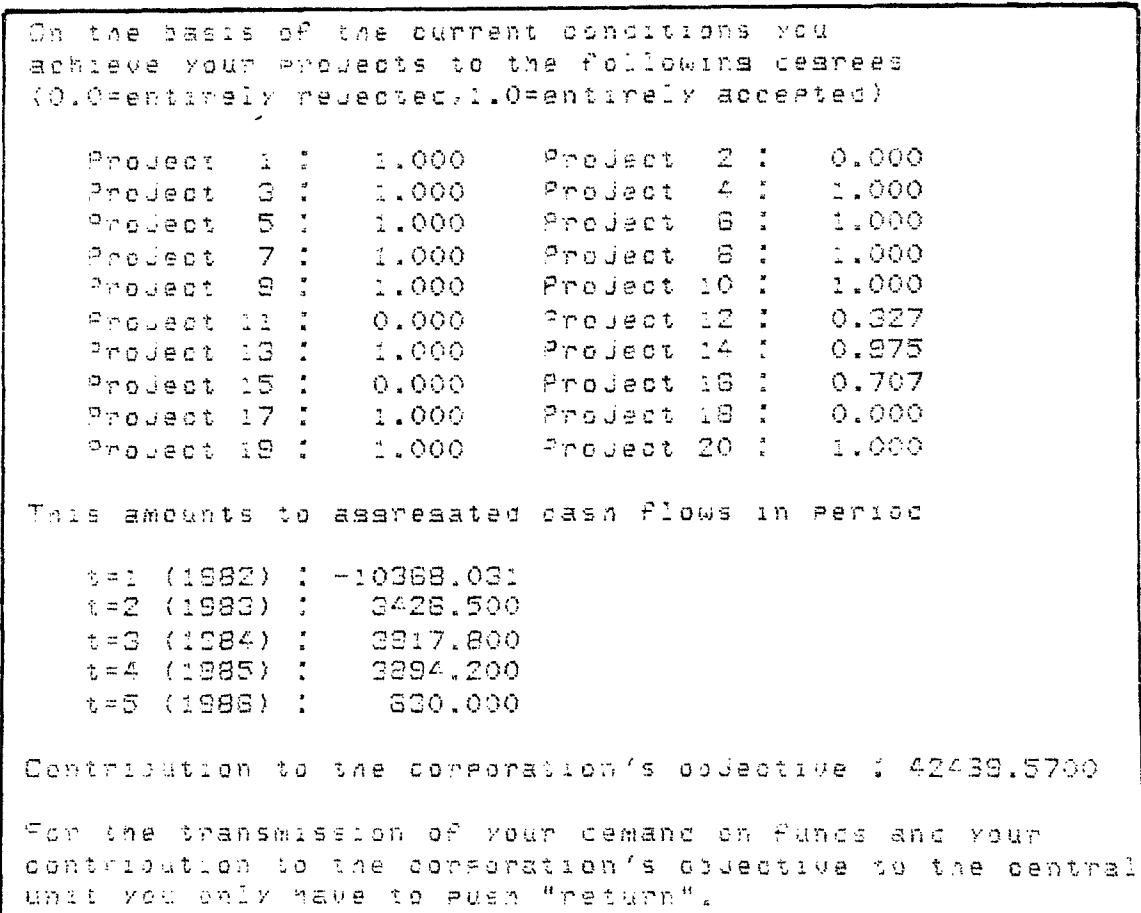 On the basis of the current conditions you
achieve your projects to the following degrees
(0.0=entirely rejected,1.0=entirely accepted)
Project 1 : 1.000 Project 2 : 0.000
Project 3 : 1.000 Project 4 : 1.000
Project 5 : 1.000 Project 6 : 1.000
Project 7 : 1.000 Project 8 : 1.000
Project 9 : 1.000 Project 10 : 1.000
Project 11 : 0.000 Project 12 : 0.327
Project 13 : 1.000 Project 14 : 0.975
Project 15 : 0.000 Project 16 : 0.707
Project 17 : 1.000 Project 18 : 0.000
Project 19 : 1.000 Project 20 : 1.000
This amounts to aggregated cash flows in period
t=1 (1982) : -10368.031
t=2 (1983) : 3426.500
t=3 (1984) : 3917.800
t=4 (1985) : 3894.200
t=5 (1986) : 630.000
Contribution to the corporation's objective : 42439.5700
For the transmission of your demand on funds and your
contribution to the corporation's objective to the central
unit you only have to push "return".